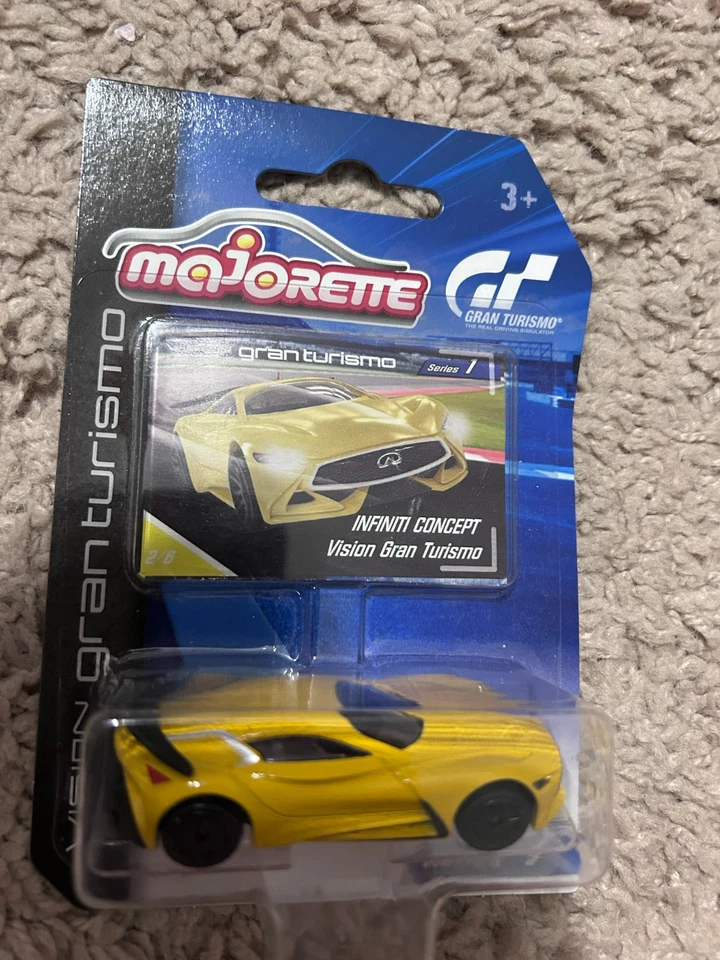 3+
majorette
GT
GRAN TURISMO®
THE REAL DRIVING SIMULATOR
gran turismo
Series 1
INFINITI CONCEPT
Vision Gran Turismo
2/6
VISION gran turismo